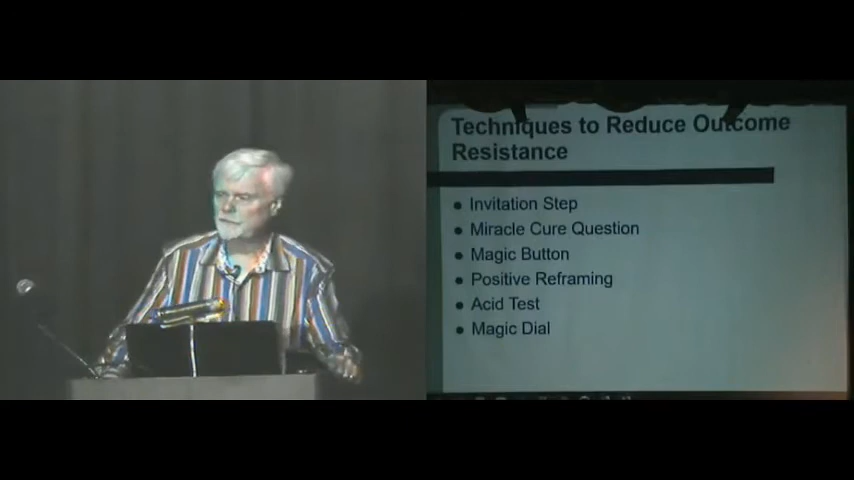 Techniques to Reduce Outcome
Resistance
• Invitation Step
• Miracle Cure Question
• Magic Button
• Positive Reframing
• Acid Test
• Magic Dial